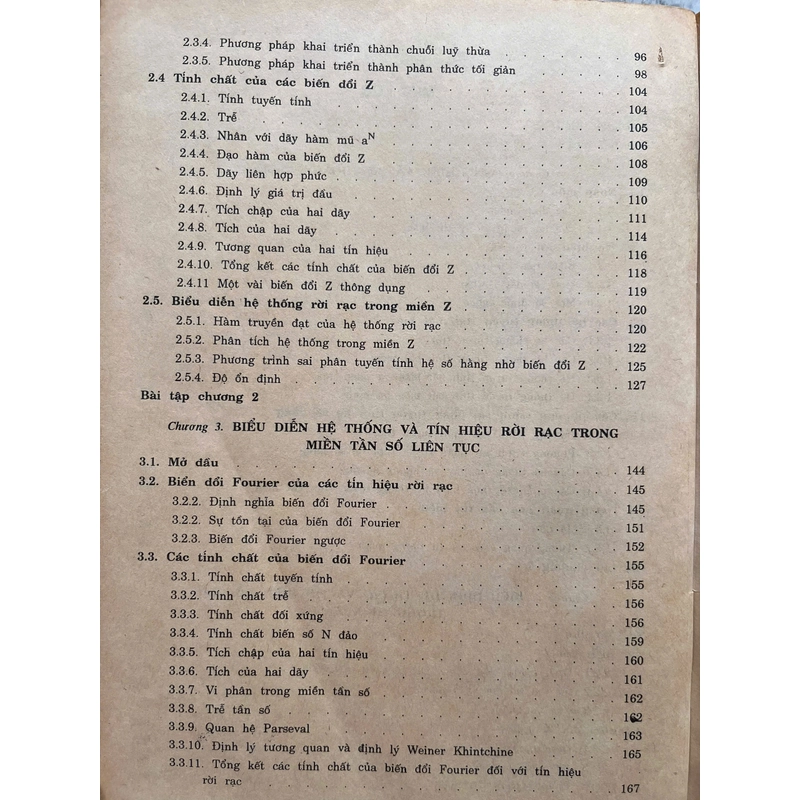 2.3.4. Phương pháp khai triển thành chuỗi luỹ thừa . . . . . . . 96
2.3.5. Phương pháp khai triển thành phân thức tối giản . . . . . . . 98
2.4 Tính chất của các biến đổi Z . . . . . . . 104
2.4.1. Tính tuyến tính . . . . . . . 104
2.4.2. Trễ . . . . . . . 105
2.4.3. Nhân với dãy hàm mũ aᴺ . . . . . . . 106
2.4.4. Đạo hàm của biến đổi Z . . . . . . . 108
2.4.5. Dãy liên hợp phức . . . . . . . 109
2.4.6. Định lý giá trị đầu . . . . . . . 110
2.4.7. Tích chập của hai dãy . . . . . . . 111
2.4.8. Tích của hai dãy . . . . . . . 114
2.4.9. Tương quan của hai tín hiệu . . . . . . . 116
2.4.10. Tổng kết các tính chất của biến đổi Z . . . . . . . 118
2.4.11 Một vài biến đổi Z thông dụng . . . . . . . 119
2.5. Biểu diễn hệ thống rời rạc trong miền Z . . . . . . . 120
2.5.1. Hàm truyền đạt của hệ thống rời rạc . . . . . . . 120
2.5.2. Phân tích hệ thống trong miền Z . . . . . . . 122
2.5.3. Phương trình sai phân tuyến tính hệ số hằng nhờ biến đổi Z . . 125
2.5.4. Độ ổn định . . . . . . . 127
Bài tập chương 2
Chương 3. BIỂU DIỄN HỆ THỐNG VÀ TÍN HIỆU RỜI RẠC TRONG
MIỀN TẦN SỐ LIÊN TỤC
3.1. Mở đầu . . . . . . . 144
3.2. Biến đổi Fourier của các tín hiệu rời rạc . . . . . . . 145
3.2.2. Định nghĩa biến đổi Fourier . . . . . . . 145
3.2.2. Sự tồn tại của biến đổi Fourier . . . . . . . 151
3.2.3. Biến đổi Fourier ngược . . . . . . . 152
3.3. Các tính chất của biến đổi Fourier . . . . . . . 155
3.3.1. Tính chất tuyến tính . . . . . . . 155
3.3.2. Tính chất trễ . . . . . . . 156
3.3.3. Tính chất đối xứng . . . . . . . 156
3.3.4. Tính chất biến số N đảo . . . . . . . 159
3.3.5. Tích chập của hai tín hiệu . . . . . . . 160
3.3.6. Tích của hai dãy . . . . . . . 161
3.3.7. Vi phân trong miền tần số . . . . . . . 162
3.3.8. Trễ tần số . . . . . . . 162
3.3.9. Quan hệ Parseval . . . . . . . 163
3.3.10. Định lý tương quan và định lý Weiner Khintchine . . . . . . . 165
3.3.11. Tổng kết các tính chất của biến đổi Fourier đối với tín hiệu
rời rạc . . . . . . . 167